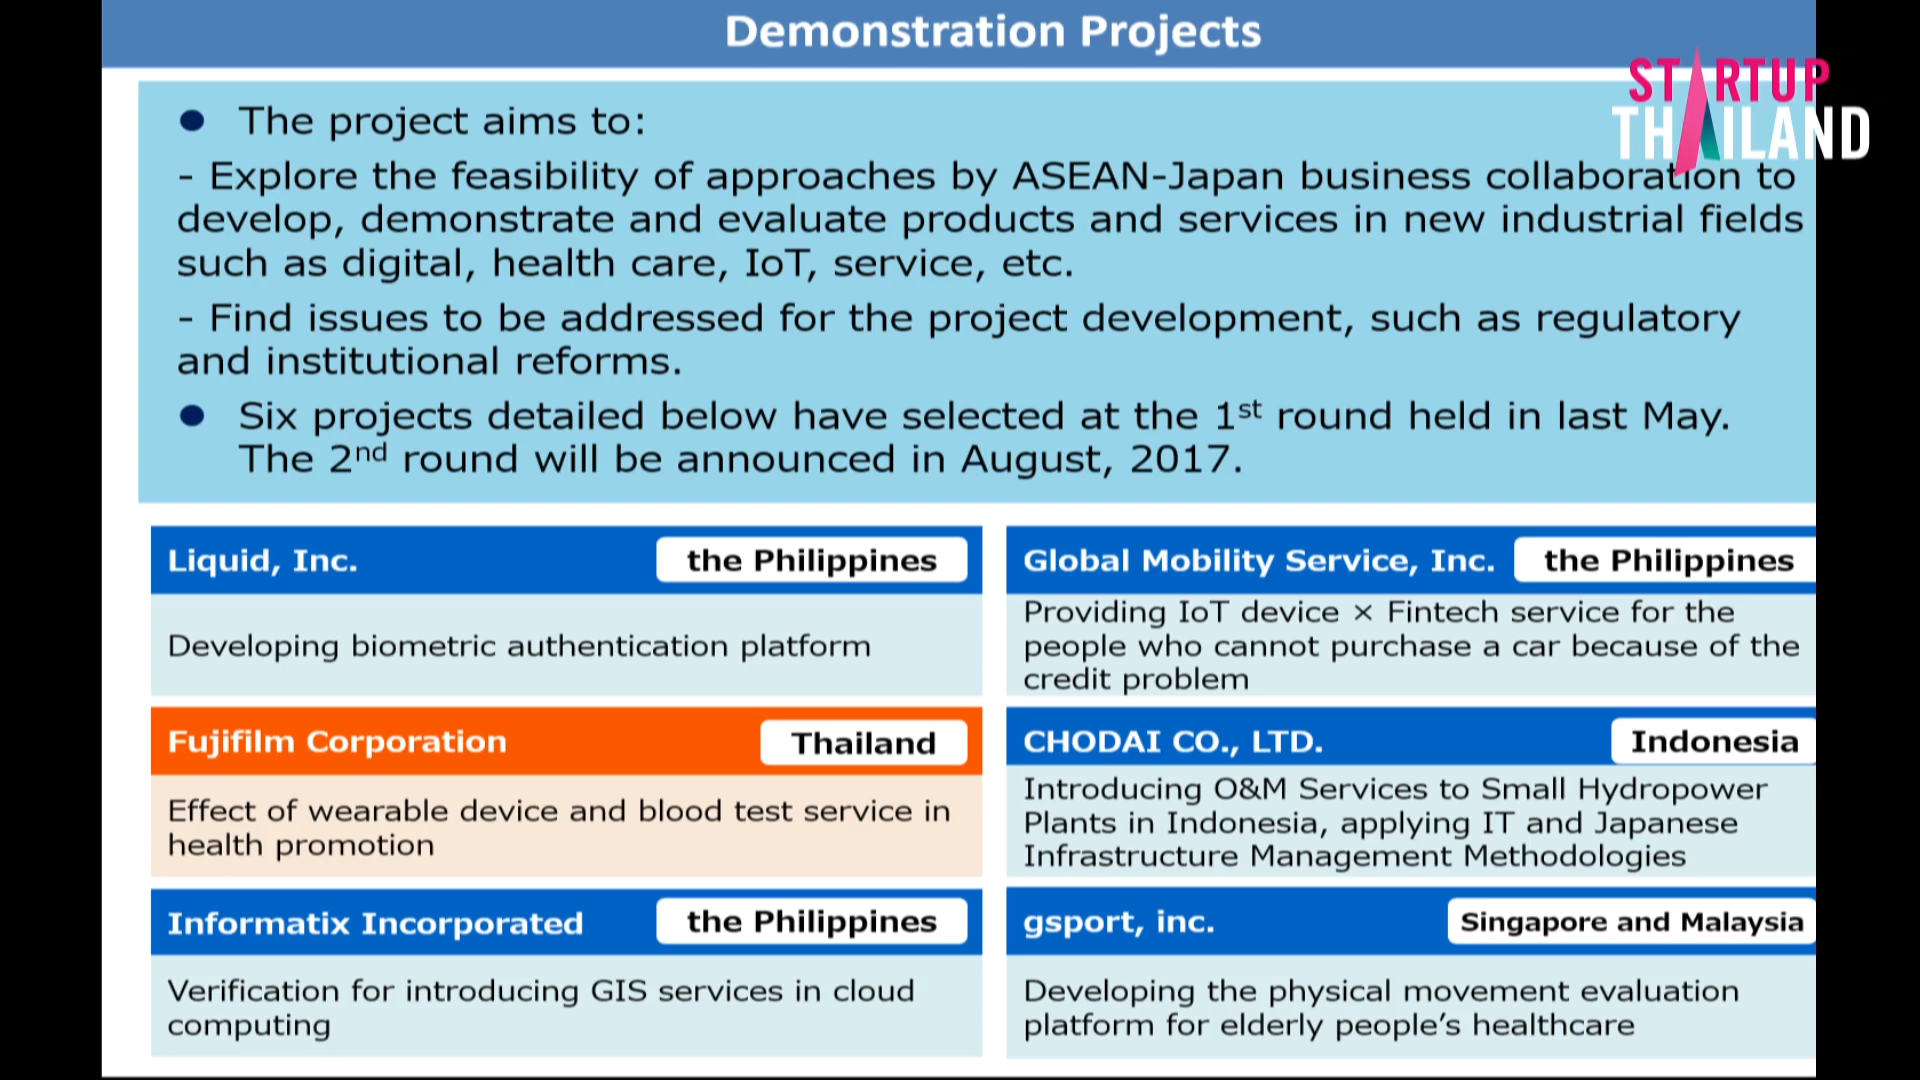 Demonstration Projects
STARTUP
THAILAND
● The project aims to:
- Explore the feasibility of approaches by ASEAN-Japan business collaboration to
develop, demonstrate and evaluate products and services in new industrial fields
such as digital, health care, IoT, service, etc.
- Find issues to be addressed for the project development, such as regulatory
and institutional reforms.
● Six projects detailed below have selected at the 1st round held in last May.
The 2nd round will be announced in August, 2017.
Liquid, Inc.
the Philippines
Developing biometric authentication platform
Global Mobility Service, Inc.
the Philippines
Providing IoT device × Fintech service for the
people who cannot purchase a car because of the
credit problem
Fujifilm Corporation
Thailand
Effect of wearable device and blood test service in
health promotion
CHODAI CO., LTD.
Indonesia
Introducing O&M Services to Small Hydropower
Plants in Indonesia, applying IT and Japanese
Infrastructure Management Methodologies
Informatix Incorporated
the Philippines
Verification for introducing GIS services in cloud
computing
gsport, inc.
Singapore and Malaysia
Developing the physical movement evaluation
platform for elderly people’s healthcare